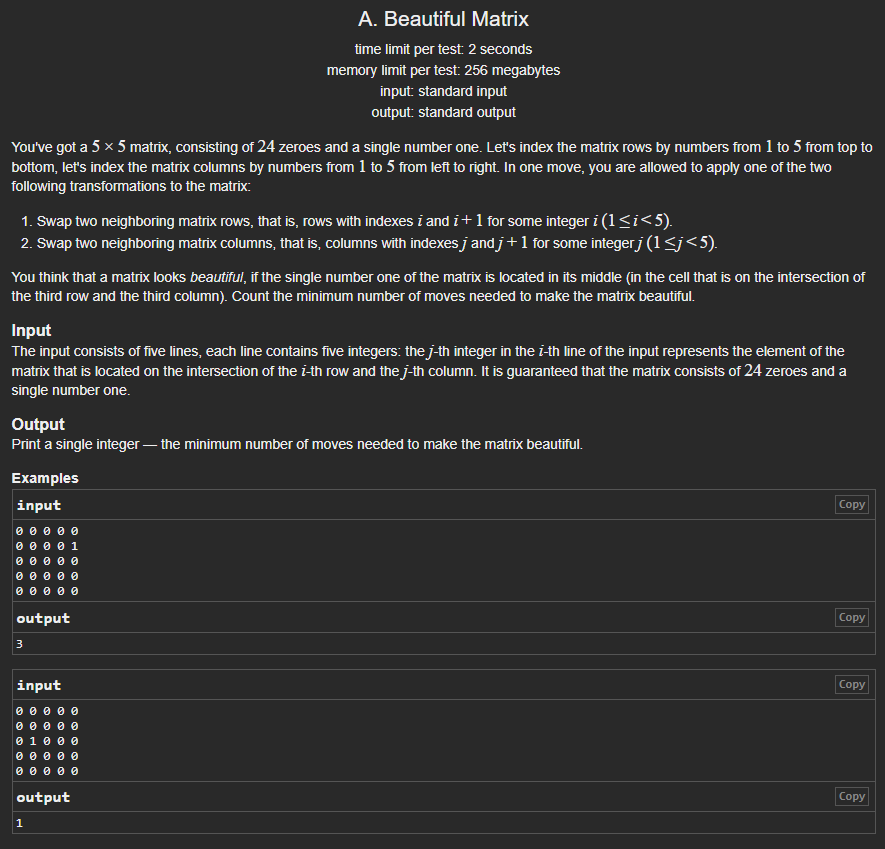 A. Beautiful Matrix
time limit per test: 2 seconds
memory limit per test: 256 megabytes
input: standard input
output: standard output
You've got a 5 × 5 matrix, consisting of 24 zeroes and a single number one. Let's index the matrix rows by numbers from 1 to 5 from top to
bottom, let's index the matrix columns by numbers from 1 to 5 from left to right. In one move, you are allowed to apply one of the two
following transformations to the matrix:
1. Swap two neighboring matrix rows, that is, rows with indexes i and i + 1 for some integer i (1 ≤ i < 5).
2. Swap two neighboring matrix columns, that is, columns with indexes j and j + 1 for some integer j (1 ≤ j < 5).
You think that a matrix looks beautiful, if the single number one of the matrix is located in its middle (in the cell that is on the intersection of
the third row and the third column). Count the minimum number of moves needed to make the matrix beautiful.
Input
The input consists of five lines, each line contains five integers: the j-th integer in the i-th line of the input represents the element of the
matrix that is located on the intersection of the i-th row and the j-th column. It is guaranteed that the matrix consists of 24 zeroes and a
single number one.
Output
Print a single integer — the minimum number of moves needed to make the matrix beautiful.
Examples
input Copy
0 0 0 0 0
0 0 0 0 1
0 0 0 0 0
0 0 0 0 0
0 0 0 0 0
output Copy
3
input Copy
0 0 0 0 0
0 0 0 0 0
0 1 0 0 0
0 0 0 0 0
0 0 0 0 0
output Copy
1